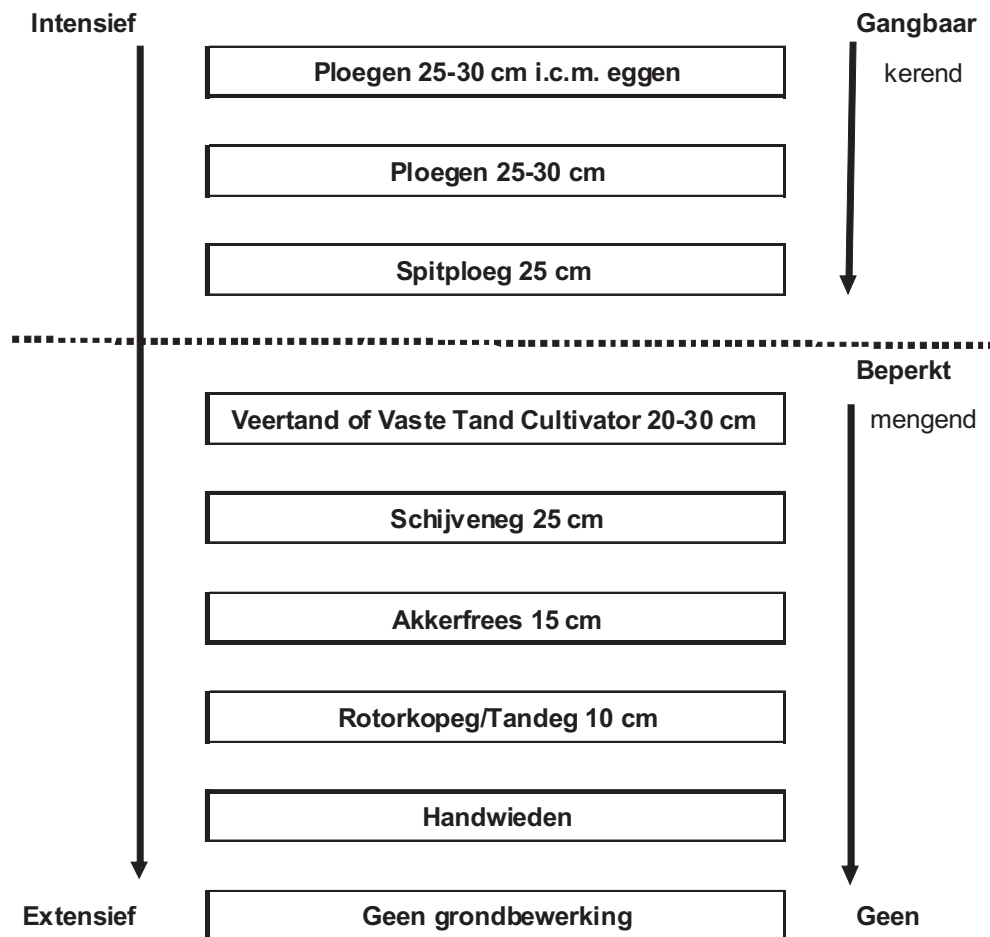 Intensief
Gangbaar
Ploegen 25-30 cm i.c.m. eggen
kerend
Ploegen 25-30 cm
Spitploeg 25 cm
Beperkt
Veertand of Vaste Tand Cultivator 20-30 cm
mengend
Schijveneg 25 cm
Akkerfrees 15 cm
Rotorkopeg/Tandeg 10 cm
Handwieden
Extensief
Geen grondbewerking
Geen